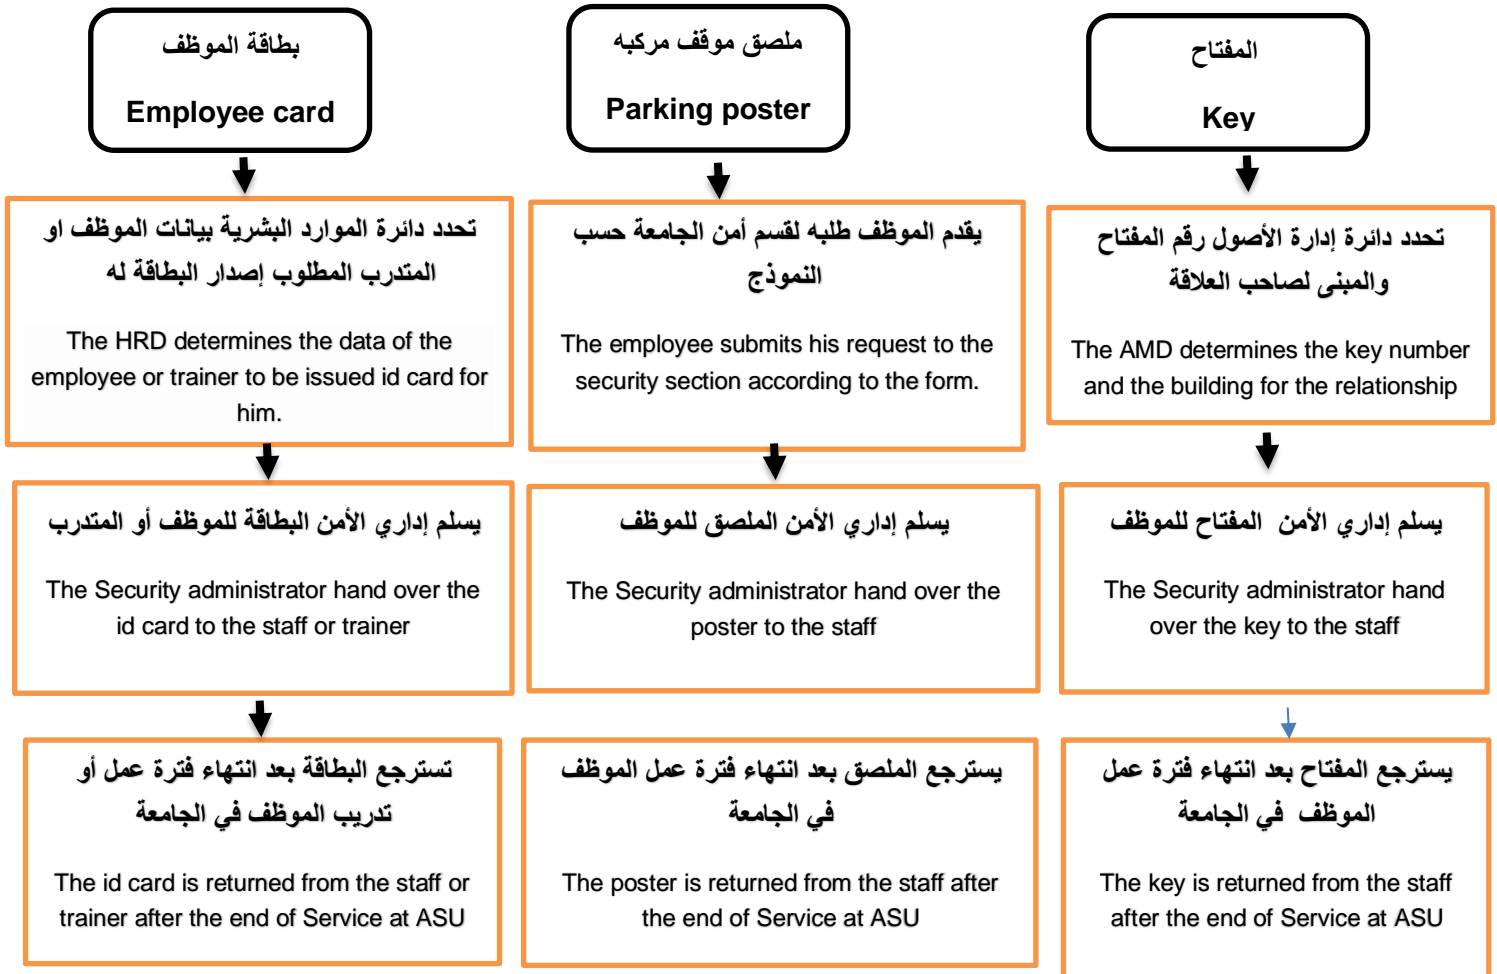 بطاقة الموظف
Employee card
تحدد دائرة الموارد البشرية بيانات الموظف او
المتدرب المطلوب إصدار البطاقة له
The HRD determines the data of the
employee or trainer to be issued id card for
him.
يسلم إداري الأمن البطاقة للموظف أو المتدرب
The Security administrator hand over the
id card to the staff or trainer
تسترجع البطاقة بعد انتهاء فترة عمل أو
تدريب الموظف في الجامعة
The id card is returned from the staff or
trainer after the end of Service at ASU
ملصق موقف مركبه
Parking poster
يقدم الموظف طلبه لقسم أمن الجامعة حسب
النموذج
The employee submits his request to the
security section according to the form.
يسلم إداري الأمن الملصق للموظف
The Security administrator hand over the
poster to the staff
يسترجع الملصق بعد انتهاء فترة عمل الموظف
في الجامعة
The poster is returned from the staff after
the end of Service at ASU
المفتاح
Key
تحدد دائرة إدارة الأصول رقم المفتاح
والمبنى لصاحب العلاقة
The AMD determines the key number
and the building for the relationship
يسلم إداري الأمن المفتاح للموظف
The Security administrator hand
over the key to the staff
يسترجع المفتاح بعد انتهاء فترة عمل
الموظف في الجامعة
The key is returned from the staff
after the end of Service at ASU